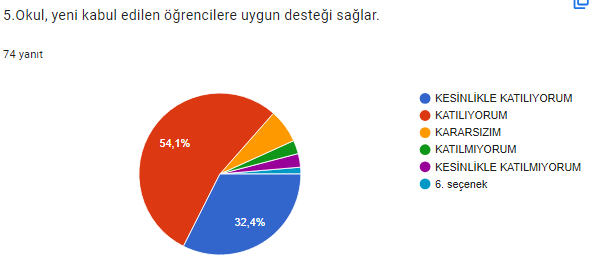 5.Okul, yeni kabul edilen öğrencilere uygun desteği sağlar.
74 yanıt
54,1%
32,4%
KESİNLİKLE KATILIYORUM
KATILIYORUM
KARARSIZIM
KATILMIYORUM
KESİNLİKLE KATILMIYORUM
6. seçenek